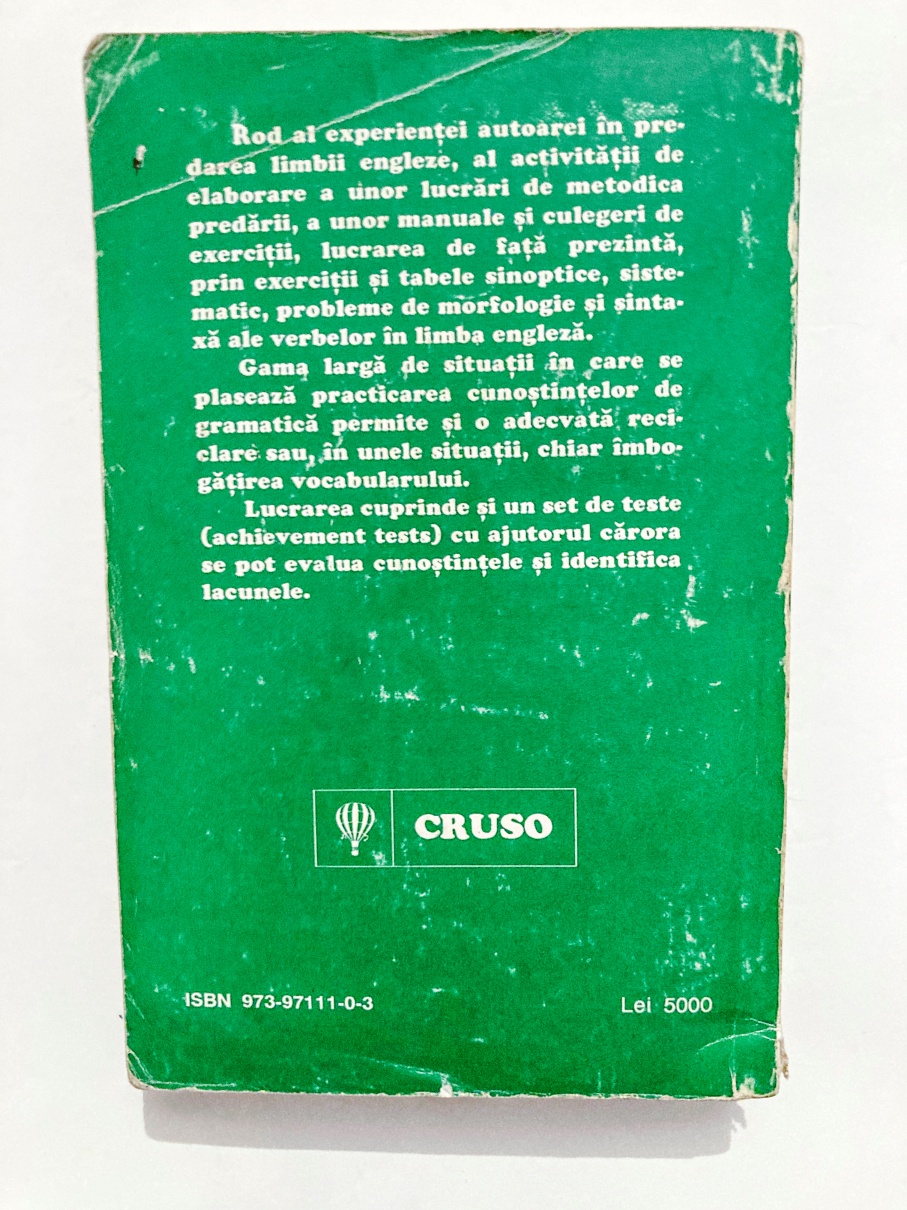 Rod al experienței autoarei în pre-
darea limbii engleze, al activității de
elaborare a unor lucrări de metodica
predării, a unor manuale și culegeri de
exerciții, lucrarea de față prezintă,
prin exerciții și tabele sinoptice, siste-
matic, probleme de morfologie și sinta-
xă ale verbelor în limba engleză.
Gama largă de situații în care se
plasează practicarea cunoștințelor de
gramatică permite și o adecvată reci-
clare sau, în unele situații, chiar îmbo-
gățirea vocabularului.
Lucrarea cuprinde și un set de teste
(achievement tests) cu ajutorul cărora
se pot evalua cunoștințele și identifica
lacunele.
CRUSO
ISBN 973-97111-0-3
Lei 5000